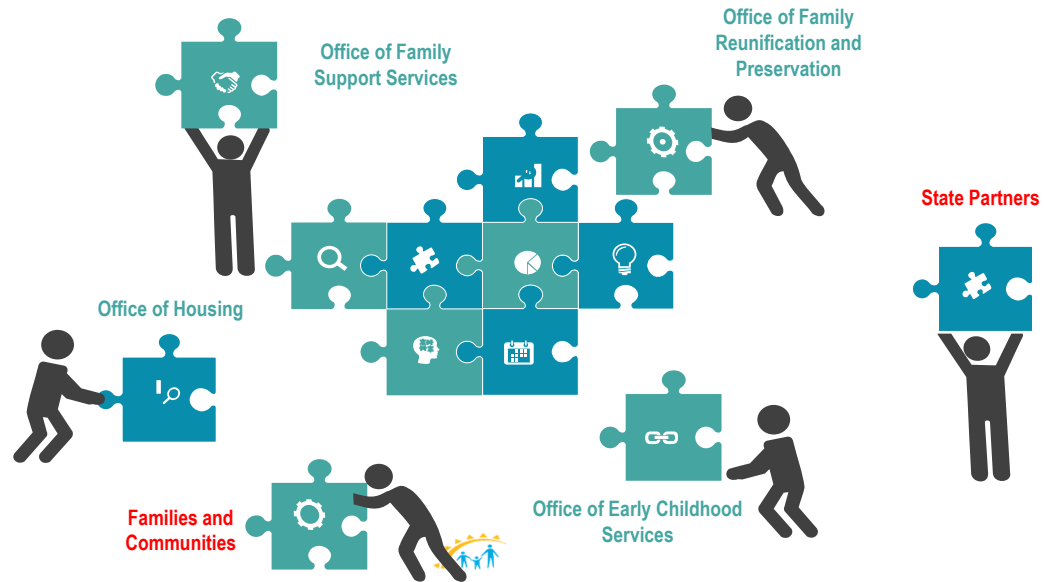 Office of Family
Support Services
Office of Family
Reunification and
Preservation
State Partners
Office of Housing
Families and
Communities
Office of Early Childhood
Services